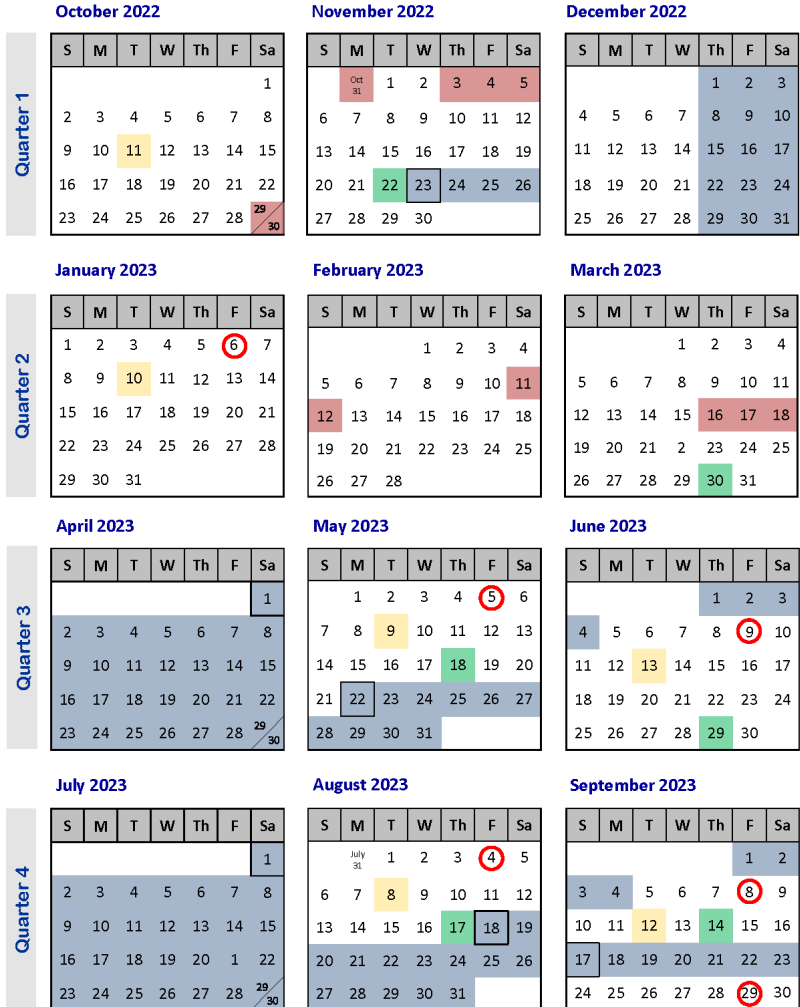 Quarter 1
October 2022
S M T W Th F Sa
1
2 3 4 5 6 7 8
9 10 11 12 13 14 15
16 17 18 19 20 21 22
23 24 25 26 27 28 29 30
November 2022
S M T W Th F Sa
Oct 31 1 2 3 4 5
6 7 8 9 10 11 12
13 14 15 16 17 18 19
20 21 22 23 24 25 26
27 28 29 30
December 2022
S M T W Th F Sa
1 2 3
4 5 6 7 8 9 10
11 12 13 14 15 16 17
18 19 20 21 22 23 24
25 26 27 28 29 30 31
Quarter 2
January 2023
S M T W Th F Sa
1 2 3 4 5 6 7
8 9 10 11 12 13 14
15 16 17 18 19 20 21
22 23 24 25 26 27 28
29 30 31
February 2023
S M T W Th F Sa
1 2 3 4
5 6 7 8 9 10 11
12 13 14 15 16 17 18
19 20 21 22 23 24 25
26 27 28
March 2023
S M T W Th F Sa
1 2 3 4
5 6 7 8 9 10 11
12 13 14 15 16 17 18
19 20 21 2 23 24 25
26 27 28 29 30 31
Quarter 3
April 2023
S M T W Th F Sa
1
2 3 4 5 6 7 8
9 10 11 12 13 14 15
16 17 18 19 20 21 22
23 24 25 26 27 28 29 30
May 2023
S M T W Th F Sa
1 2 3 4 5 6
7 8 9 10 11 12 13
14 15 16 17 18 19 20
21 22 23 24 25 26 27
28 29 30 31
June 2023
S M T W Th F Sa
1 2 3
4 5 6 7 8 9 10
11 12 13 14 15 16 17
18 19 20 21 22 23 24
25 26 27 28 29 30
Quarter 4
July 2023
S M T W Th F Sa
1
2 3 4 5 6 7 8
9 10 11 12 13 14 15
16 17 18 19 20 1 22
23 24 25 26 27 28 29 30
August 2023
S M T W Th F Sa
July 31 1 2 3 4 5
6 7 8 9 10 11 12
13 14 15 16 17 18 19
20 21 22 23 24 25 26
27 28 29 30 31
September 2023
S M T W Th F Sa
1 2
3 4 5 6 7 8 9
10 11 12 13 14 15 16
17 18 19 20 21 22 23
24 25 26 27 28 29 30